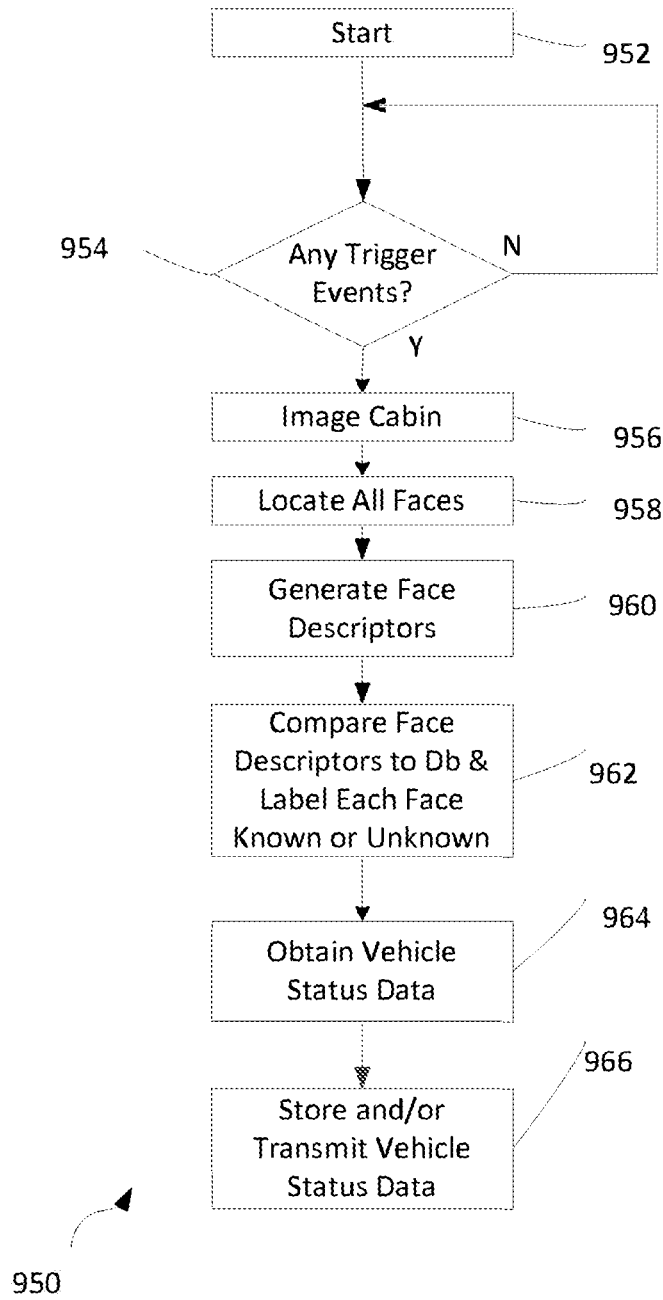 Start
952
954
Any Trigger
Events?
N
Y
Image Cabin
956
Locate All Faces
958
Generate Face
Descriptors
960
Compare Face
Descriptors to Db &
Label Each Face
Known or Unknown
962
964
Obtain Vehicle
Status Data
966
Store and/or
Transmit Vehicle
Status Data
950